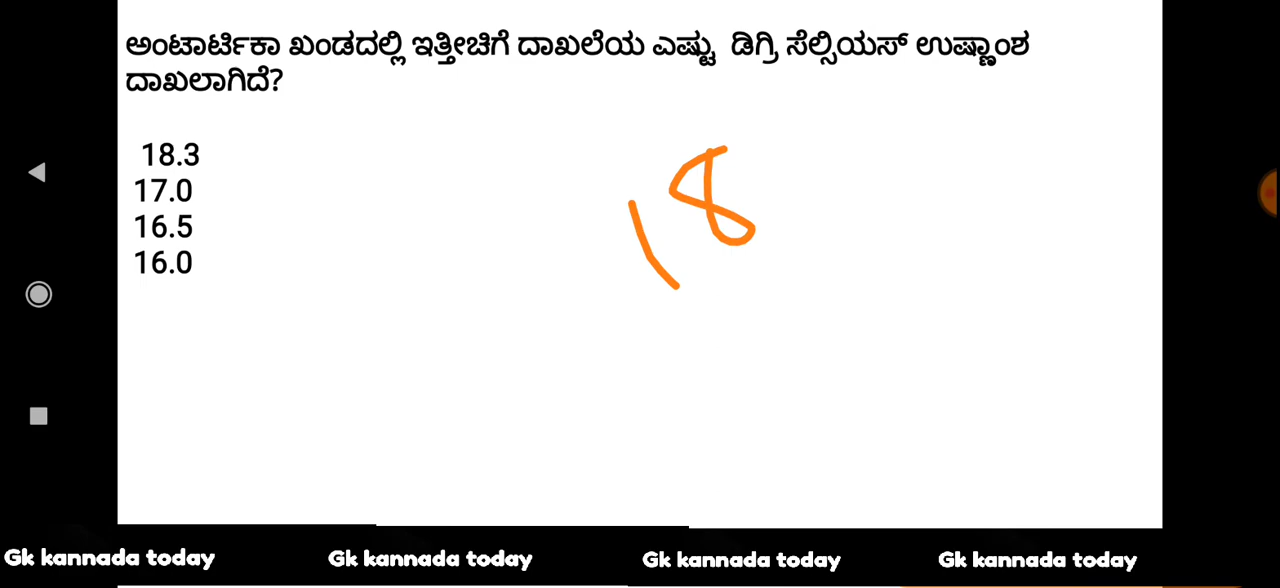 ಅಂಟಾರ್ಟಿಕಾ ಖಂಡದಲ್ಲಿ ಇತ್ತೀಚಿಗೆ ದಾಖಲೆಯ ಎಷ್ಟು ಡಿಗ್ರಿ ಸೆಲ್ಸಿಯಸ್ ಉಷ್ಣಾಂಶ
ದಾಖಲಾಗಿದೆ?
18.3
17.0
16.5
16.0
18
Gk kannada today Gk kannada today Gk kannada today Gk kannada today